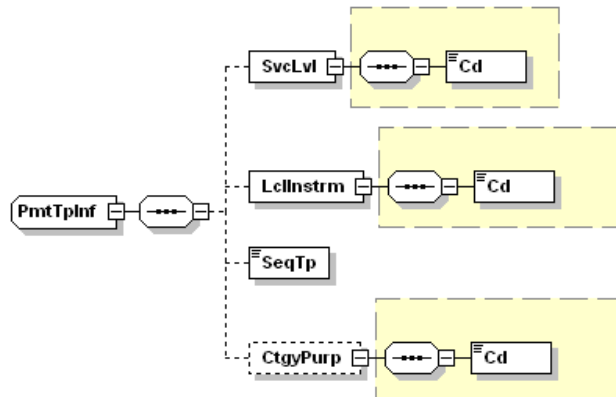 SvcLvl
Cd
LclInstrm
Cd
PmtTpInf
SeqTp
CtgyPurp
Cd